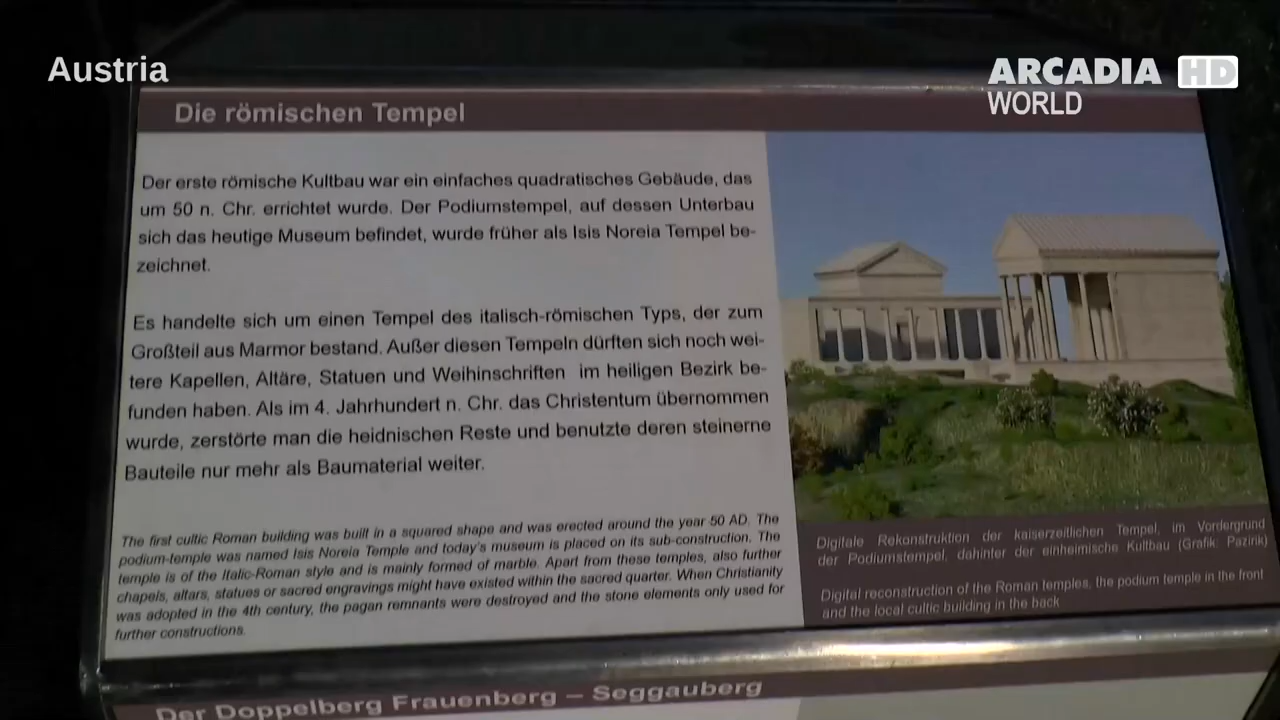 Austria
ARCADIA HD
WORLD
Die römischen Tempel
Der erste römische Kultbau war ein einfaches quadratisches Gebäude, das
um 50 n. Chr. errichtet wurde. Der Podiumstempel, auf dessen Unterbau
sich das heutige Museum befindet, wurde früher als Isis Noreia Tempel be-
zeichnet.
Es handelte sich um einen Tempel des italisch-römischen Typs, der zum
Großteil aus Marmor bestand. Außer diesen Tempeln dürften sich noch wei-
tere Kapellen, Altäre, Statuen und Weihinschriften im heiligen Bezirk be-
funden haben. Als im 4. Jahrhundert n. Chr. das Christentum übernommen
wurde, zerstörte man die heidnischen Reste und benutzte deren steinerne
Bauteile nur mehr als Baumaterial weiter.
The first cultic Roman building was built in a squared shape and was erected around the year 50 AD. The
podium-temple was named Isis Noreia Temple and today's museum is placed on its sub-construction. The
temple is of the Italic-Roman style and is mainly formed of marble. Apart from these temples, also further
chapels, altars, statues or sacred engravings might have existed within the sacred quarter. When Christianity
was adopted in the 4th century, the pagan remnants were destroyed and the stone elements only used for
further constructions.
Digitale Rekonstruktion der kaiserzeitlichen Tempel, im Vordergrund
der Podiumstempel, dahinter der einheimische Kultbau (Grafik: Pazirik)
Digital reconstruction of the Roman temples, the podium temple in the front
and the local cultic building in the back
Der Doppelberg Frauenberg – Seggauberg